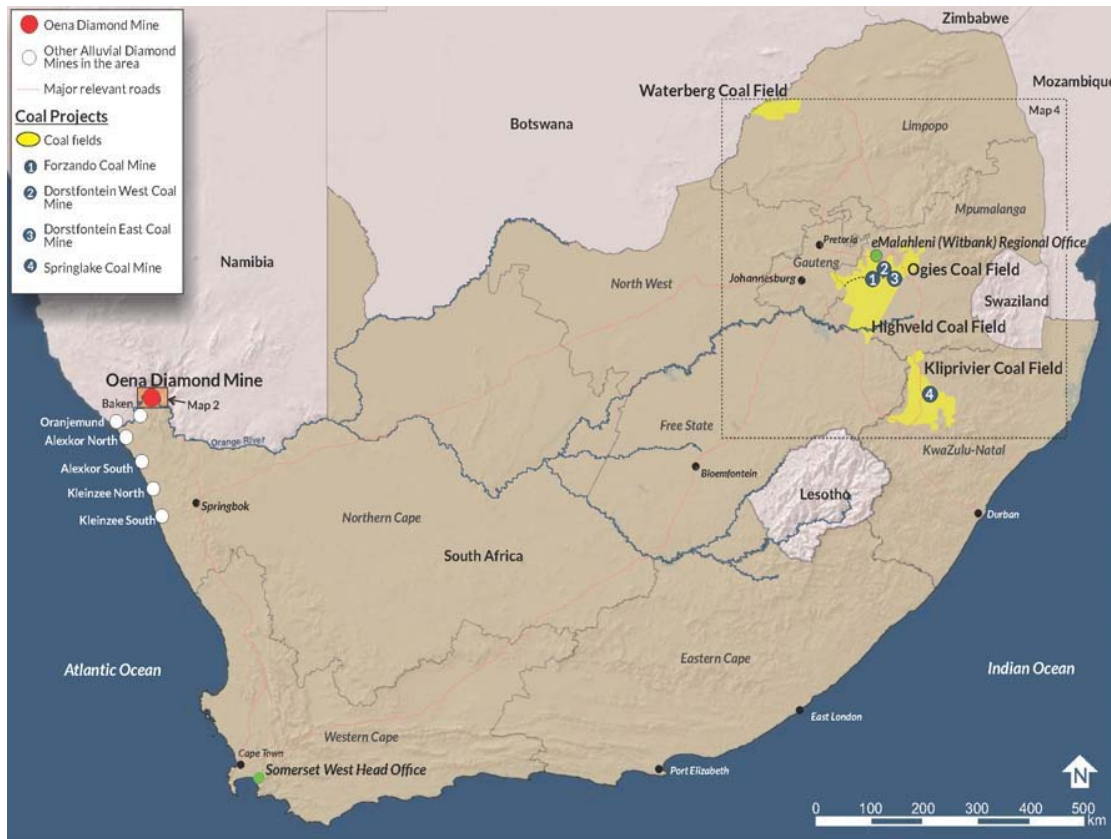 Oena Diamond Mine
Other Alluvial Diamond
Mines in the area
Major relevant roads
Coal Projects
Coal fields
1 Forzando Coal Mine
2 Dorstfontein West Coal
Mine
3 Dorstfontein East Coal
Mine
4 Springlake Coal Mine
Zimbabwe
Mozambique
Waterberg Coal Field
Map 4
Botswana
Limpopo
Mpumalanga
Pretoria
eMalahleni (Witbank) Regional Office
Namibia
Gauteng
Ogies Coal Field
North West
Johannesburg
1
2
3
Swaziland
Highveld Coal Field
Oena Diamond Mine
Kliprivier Coal Field
4
Baken
Map 2
Oranjemund
Alexkor North
Orange River
Free State
KwaZulu-Natal
Alexkor South
Bloemfontein
Kleinzee North
Lesotho
Springbok
Kleinzee South
Northern Cape
Durban
South Africa
Atlantic Ocean
Eastern Cape
Indian Ocean
East London
Western Cape
Cape Town
Somerset West Head Office
Port Elizabeth
N
0 100 200 300 400 500
km